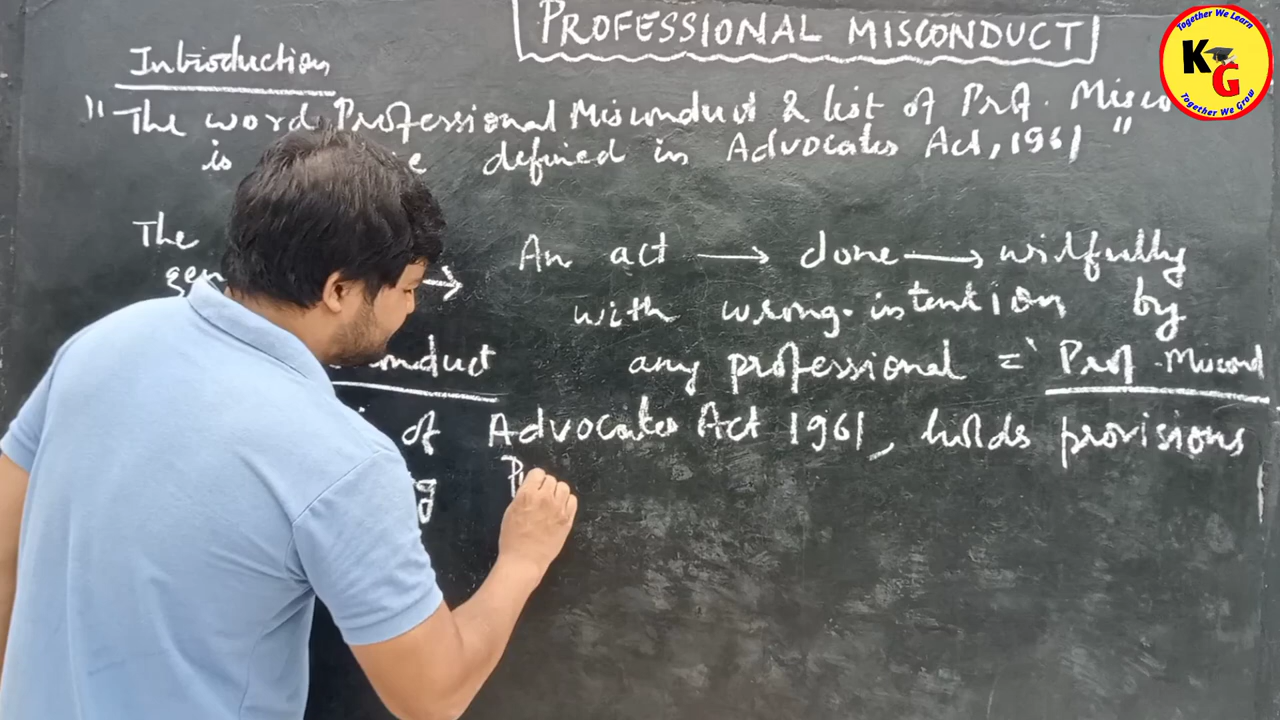 PROFESSIONAL MISCONDUCT
Introduction
" The word Professional Misconduct & list of Prof. Misco
is defined in Advocates Act, 1961 "
The An act → done → wilfully
gen → with wrong intention by
conduct any professional = Prof. Miscond
of Advocates Act 1961, holds provisions
g
Together We Learn
KG
Together We Grow